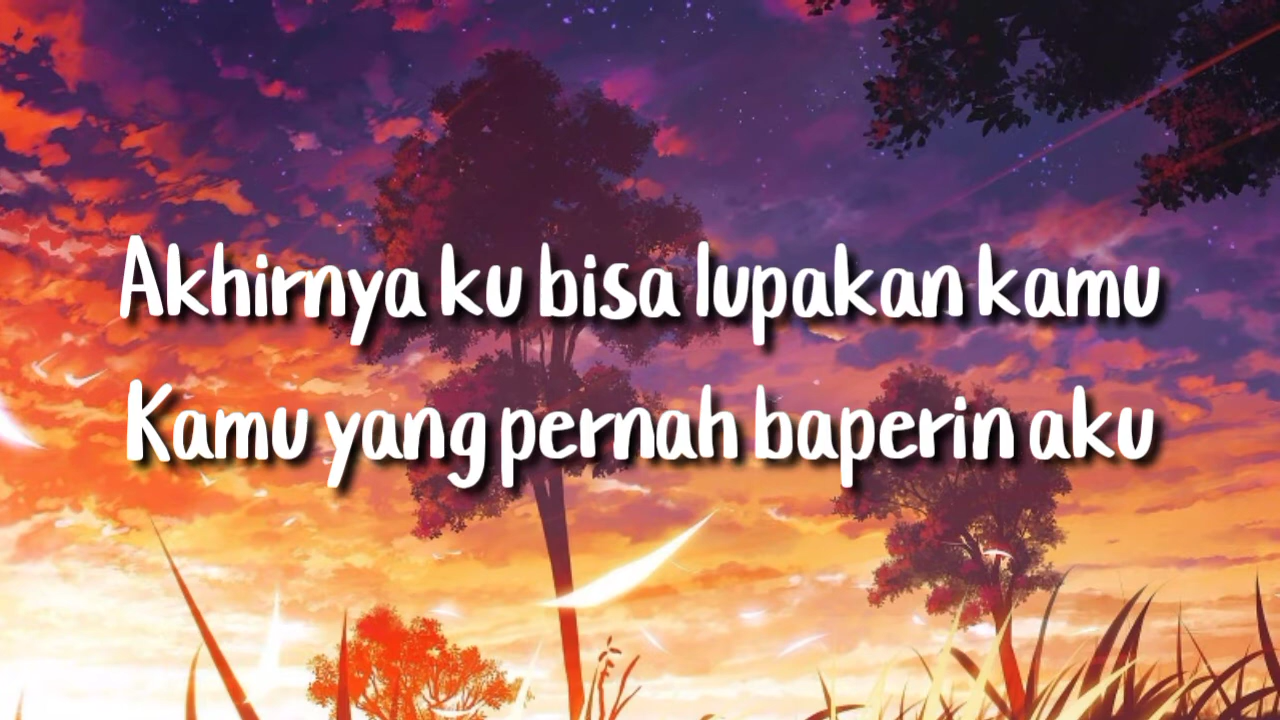 Akhirnya ku bisa lupakan kamu
Kamu yang pernah baperin aku